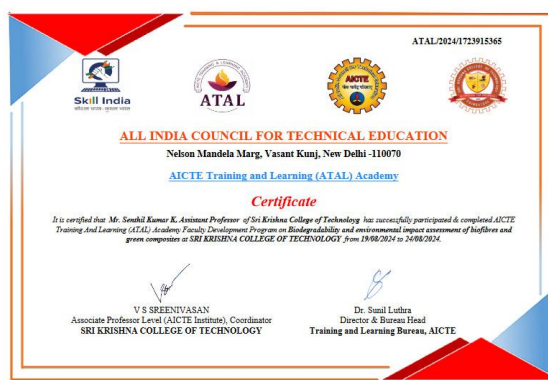 ATAL/2024/1723915365
Skill India
कौशल भारत - कुशल भारत
ATAL
AICTE
ALL INDIA COUNCIL FOR TECHNICAL EDUCATION
Nelson Mandela Marg, Vasant Kunj, New Delhi -110070
AICTE Training and Learning (ATAL) Academy
Certificate
It is certified that Mr. Senthil Kumar K, Assistant Professor of Sri Krishna College of Technoloyg has successfully participated & completed AICTE
Training And Learning (ATAL) Academy Faculty Development Program on Biodegradability and environmental impact assessment of biofibres and
green composites at SRI KRISHNA COLLEGE OF TECHNOLOGY from 19/08/2024 to 24/08/2024.
V S SREENIVASAN
Associate Professor Level (AICTE Institute), Coordinator
SRI KRISHNA COLLEGE OF TECHNOLOGY
Dr. Sunil Luthra
Director & Bureau Head
Training and Learning Bureau, AICTE